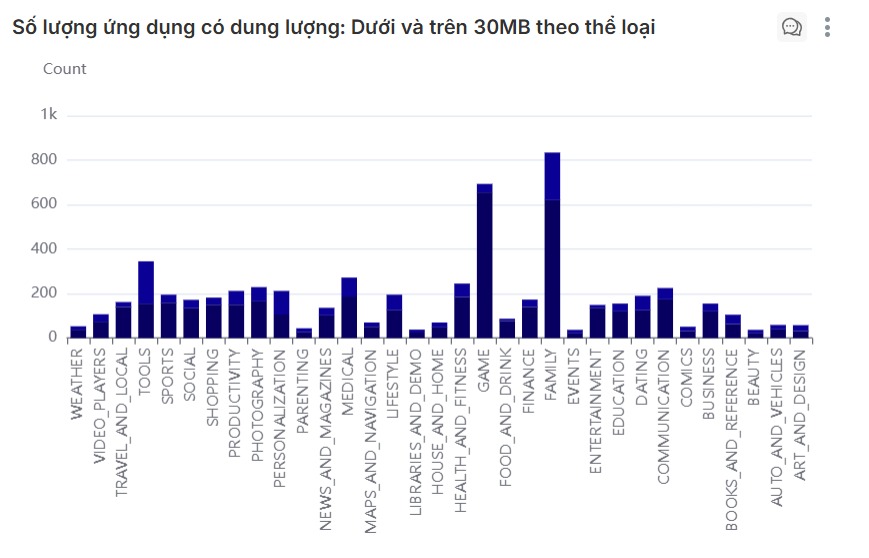 Số lượng ứng dụng có dung lượng: Dưới và trên 30MB theo thể loại
Count
1k
800
600
400
200
0
WEATHER
VIDEO_PLAYERS
TRAVEL_AND_LOCAL
TOOLS
SPORTS
SOCIAL
SHOPPING
PRODUCTIVITY
PHOTOGRAPHY
PERSONALIZATION
PARENTING
NEWS_AND_MAGAZINES
MEDICAL
MAPS_AND_NAVIGATION
LIFESTYLE
LIBRARIES_AND_DEMO
HOUSE_AND_HOME
HEALTH_AND_FITNESS
GAME
FOOD_AND_DRINK
FINANCE
FAMILY
EVENTS
ENTERTAINMENT
EDUCATION
DATING
COMMUNICATION
COMICS
BUSINESS
BOOKS_AND_REFERENCE
BEAUTY
AUTO_AND_VEHICLES
ART_AND_DESIGN